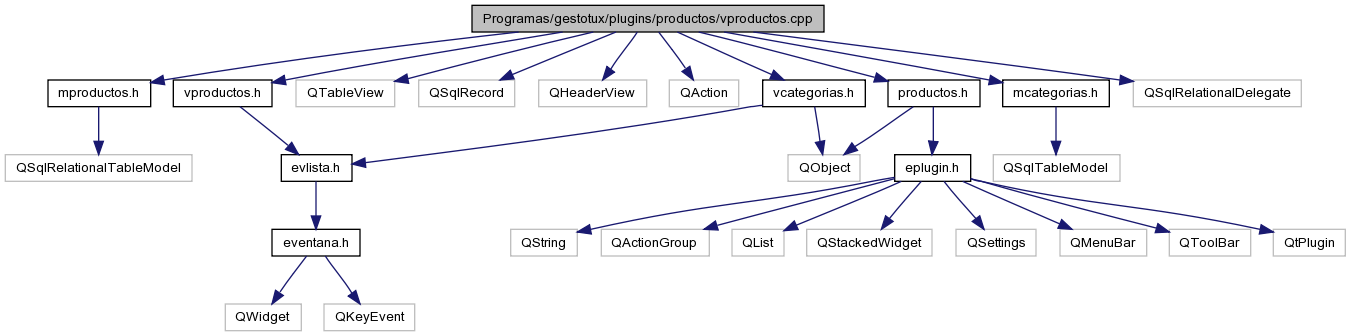 Programas/gestotux/plugins/productos/vproductos.cpp
mproductos.h
vproductos.h
QTableView
QSqlRecord
QHeaderView
QAction
vcategorias.h
productos.h
mcategorias.h
QSqlRelationalDelegate
QSqlRelationalTableModel
evlista.h
QObject
eplugin.h
QSqlTableModel
eventana.h
QString
QActionGroup
QList
QStackedWidget
QSettings
QMenuBar
QToolBar
QtPlugin
QWidget
QKeyEvent